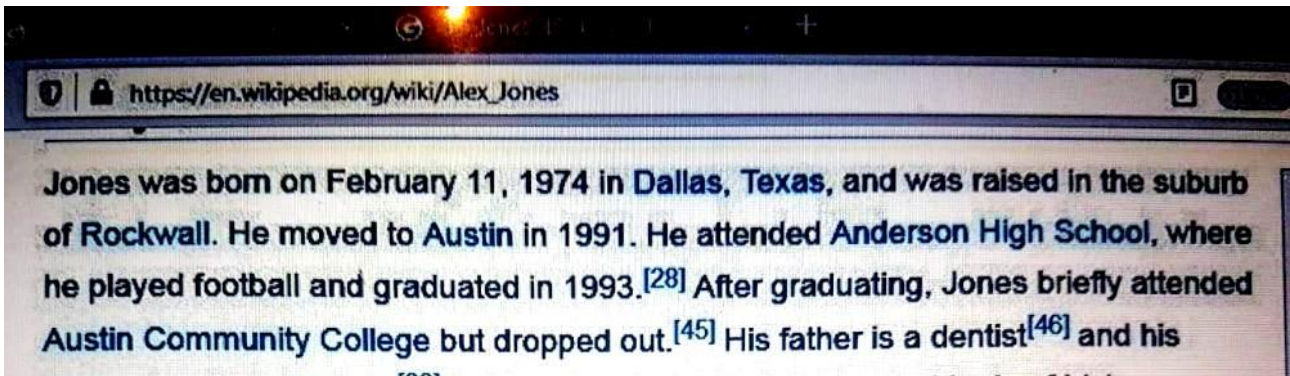 https://en.wikipedia.org/wiki/Alex_Jones
Jones was born on February 11, 1974 in Dallas, Texas, and was raised in the suburb
of Rockwall. He moved to Austin in 1991. He attended Anderson High School, where
he played football and graduated in 1993.[28] After graduating, Jones briefly attended
Austin Community College but dropped out.[45] His father is a dentist[46] and his